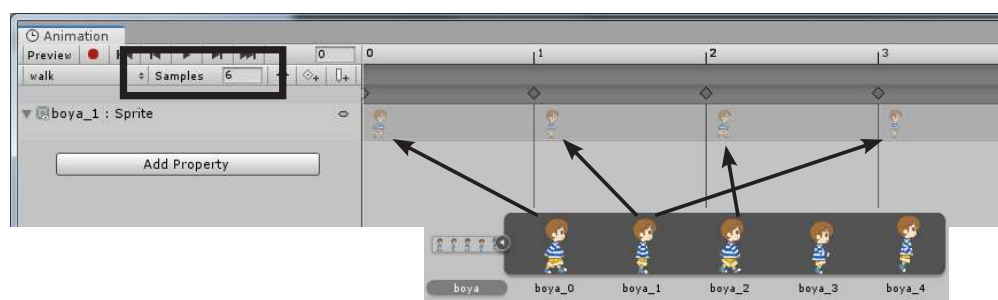 Animation
Preview 0 0 1 2 3
walk Samples 6
boya_1 : Sprite
Add Property
boya boya_0 boya_1 boya_2 boya_3 boya_4